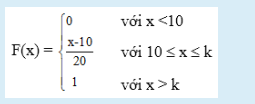 0 với x <10
F(x) = x-10/20 với 10 ≤ x ≤ k
1 với x > k